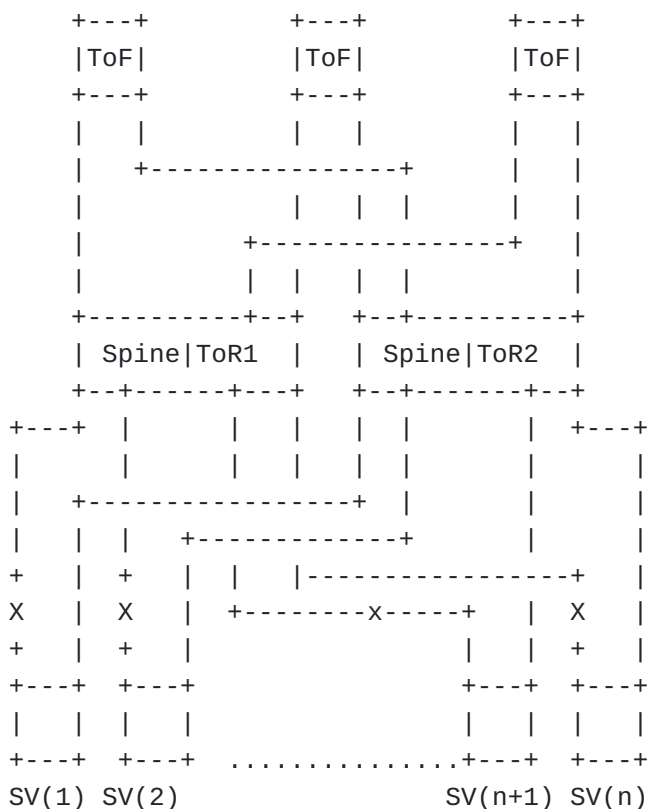 +---+         +---+         +---+
    |ToF|         |ToF|         |ToF|
    +---+         +---+         +---+
    |   |         |   |         |   |
    |   +----------------+      |   |
    |             |   |  |      |   |
    |          +----------------+   |
    |          |  |   |  |          |
    +----------+--+   +--+----------+
    | Spine|ToR1  |   | Spine|ToR2  |
    +--+------+---+   +--+-------+--+
+---+  |      |   |   |  |       |  +---+
|      |      |   |   |  |       |      |
|   +-----------------+  |       |      |
|   |  |   +-------------+       |      |
+   |  +   |  |   |-----------------+   |
X   |  X   |  +--------x-----+   |  X   |
+   |  +   |                 |   |  +   |
+---+  +---+                 +---+  +---+
|   |  |   |                 |   |  |   |
+---+  +---+  ...............+---+  +---+
SV(1) SV(2)                 SV(n+1) SV(n)